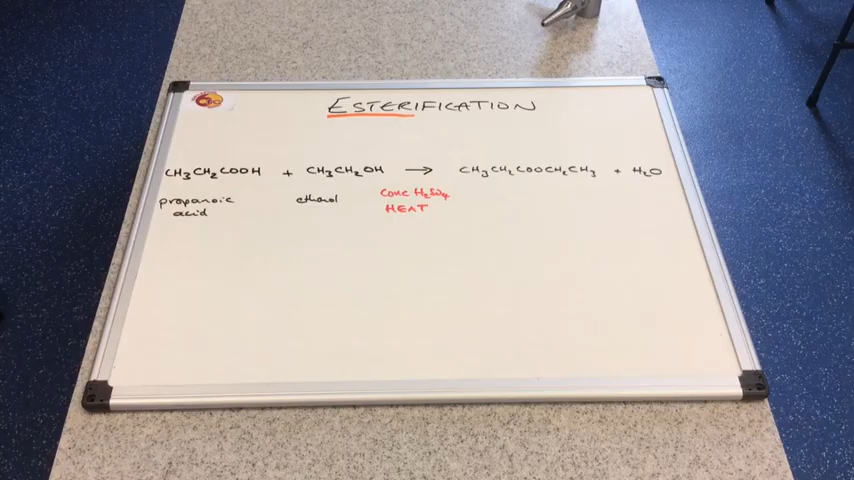 ESTERIFICATION
CH3CH2COOH + CH3CH2OH → CH3CH2COOCH2CH3 + H2O
propanoic acid
ethanol
Conc H2SO4
HEAT